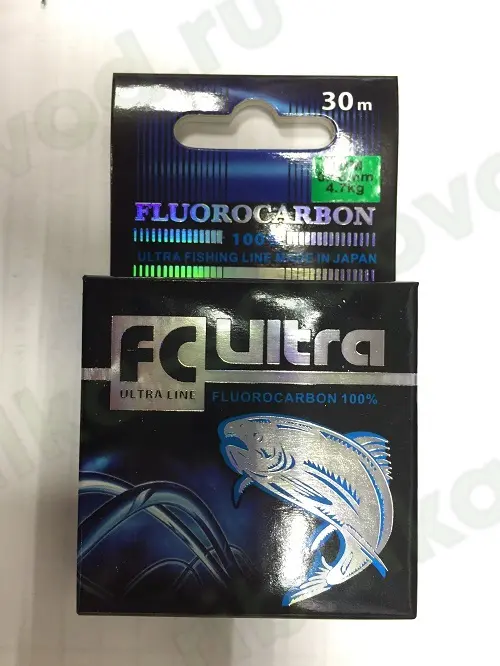 30m
4.7kg
FLUOROCARBON
100%
ULTRA FISHING LINE MADE IN JAPAN
FC Ultra
ULTRA LINE
FLUOROCARBON 100%